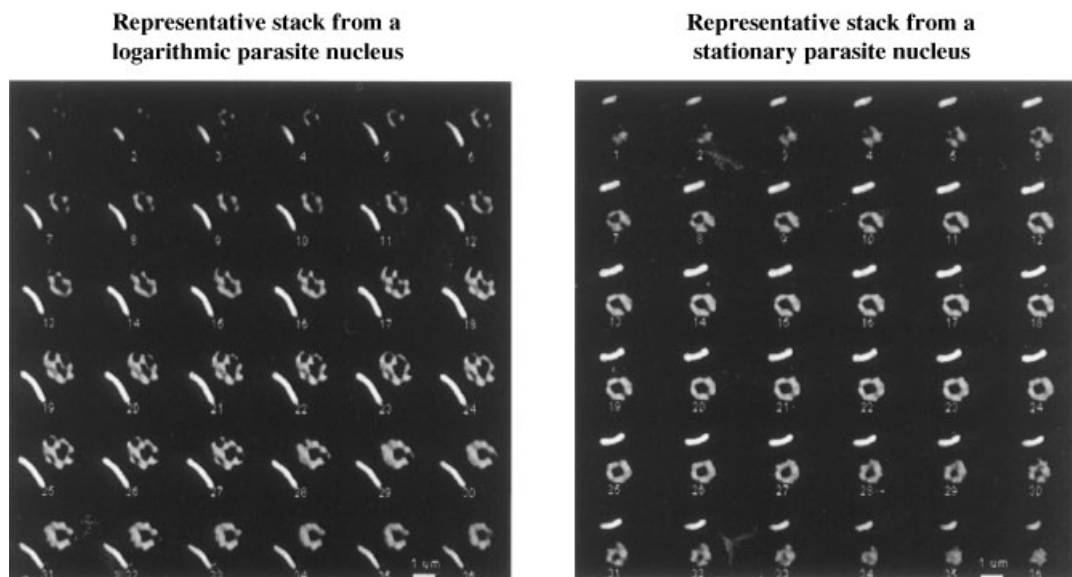 Representative stack from a
logarithmic parasite nucleus
Representative stack from a
stationary parasite nucleus
1 2 3 4 5 6
7 8 9 10 11 12
13 14 15 16 17 18
19 20 21 22 23 24
25 26 27 28 29 30
31 32 33 34 35 36
1 um
1 2 3 4 5 6
7 8 9 10 11 12
13 14 15 16 17 18
19 20 21 22 23 24
25 26 27 28 29 30
31 32 33 34 35 36
1 um